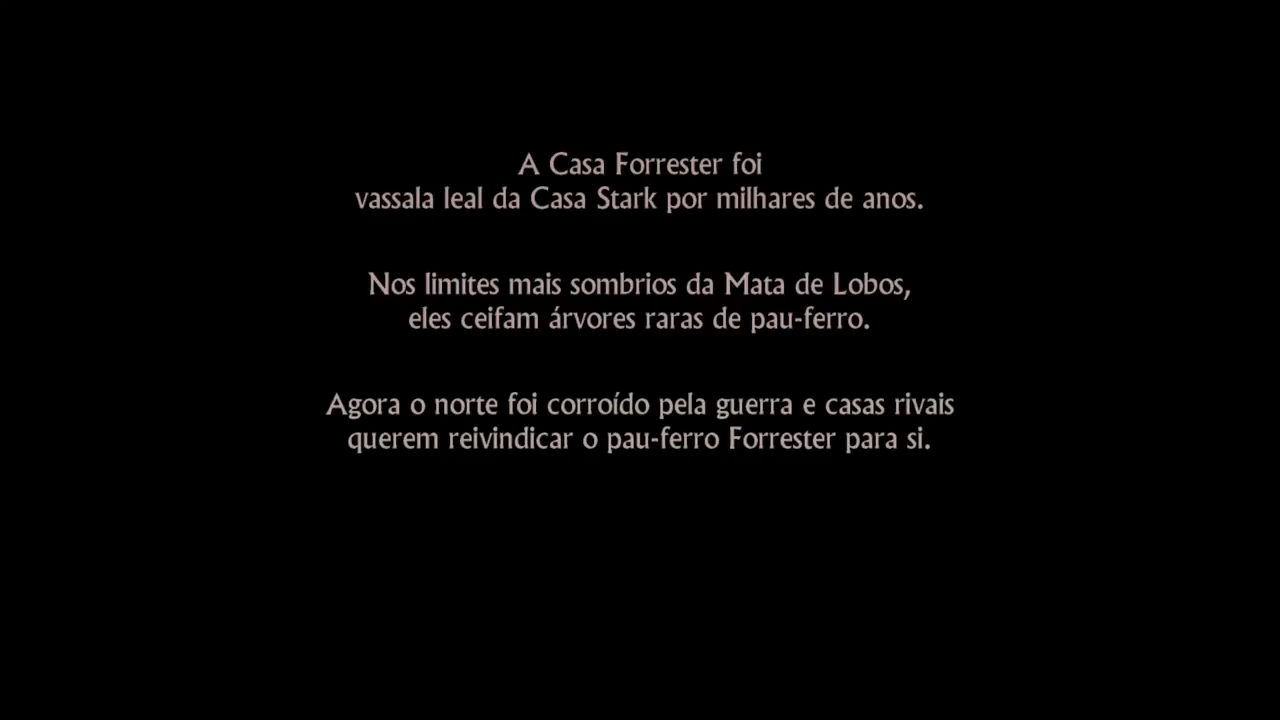 A Casa Forrester foi
vassala leal da Casa Stark por milhares de anos.
Nos limites mais sombrios da Mata de Lobos,
eles ceifam árvores raras de pau-ferro.
Agora o norte foi corroído pela guerra e casas rivais
querem reivindicar o pau-ferro Forrester para si.